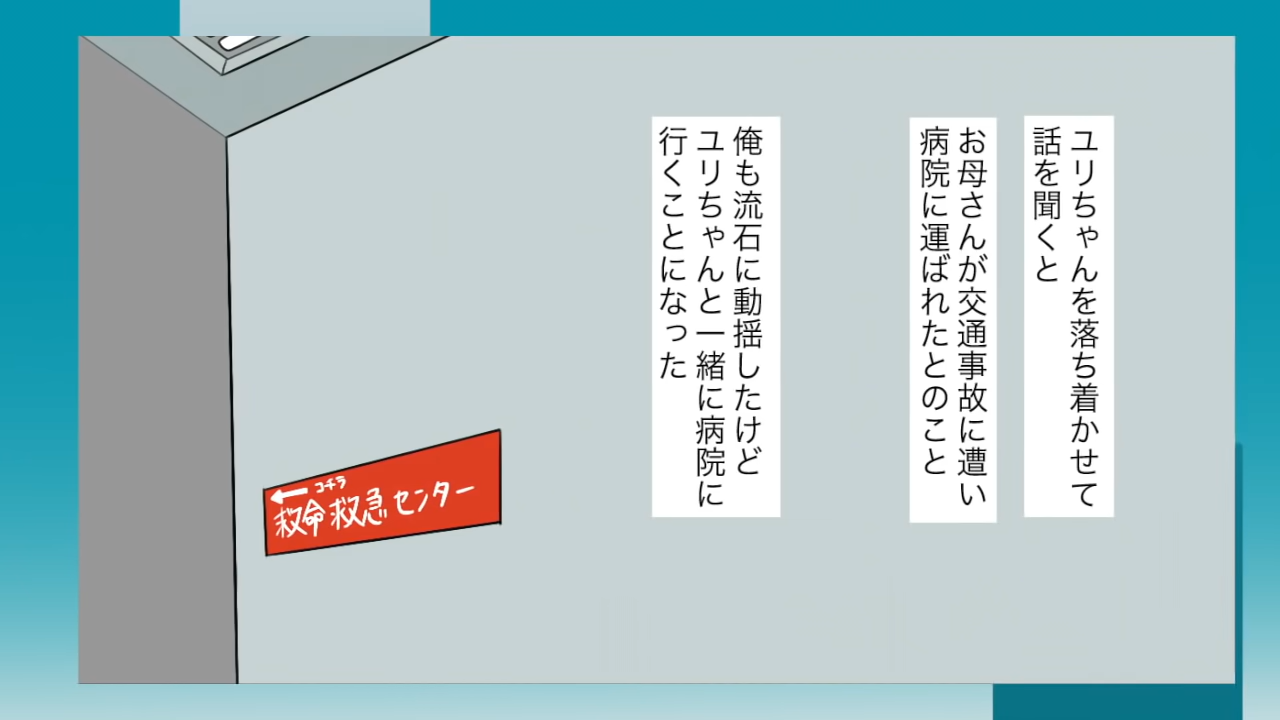 ユリちゃんを落ち着かせて
話を聞くと
お母さんが交通事故に遭い
病院に運ばれたとのこと
俺も流石に動揺したけど
ユリちゃんと一緒に病院に
行くことになった
←コチラ
救命救急センター